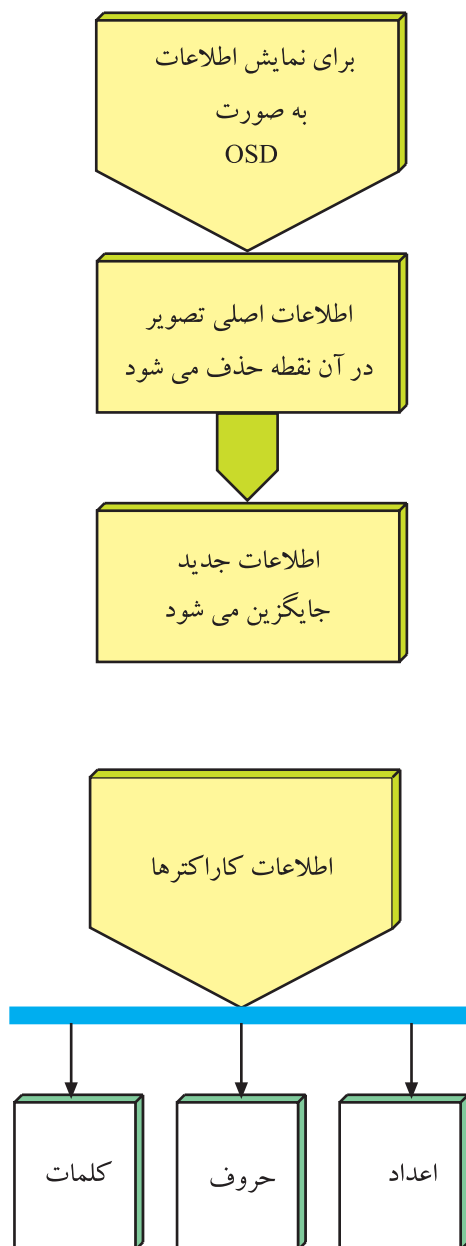 برای نمایش اطلاعات
به صورت
OSD
اطلاعات اصلی تصویر
در آن نقطه حذف می شود
اطلاعات جدید
جایگزین می شود
اطلاعات کاراکترها
اعداد
حروف
کلمات